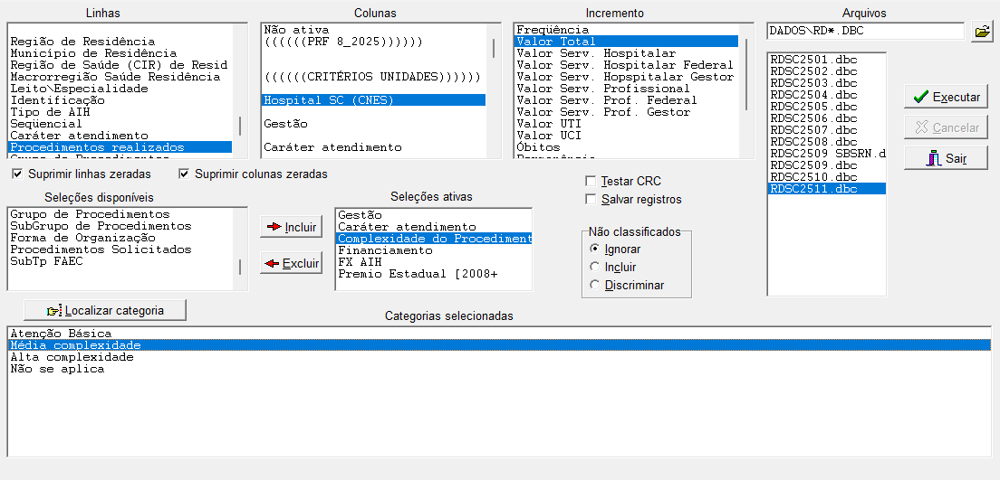 Linhas
Região de Residência
Município de Residência
Região de Saúde (CIR) de Resid
Macrorregião Saúde Residência
Leito\Especialidade
Identificação
Tipo de AIH
Seqüencial
Caráter atendimento
Procedimentos realizados
Colunas
Não ativa
((((((PRF 8_2025))))))
((((((CRITÉRIOS UNIDADES))))))
Hospital SC (CNES)
Gestão
Caráter atendimento
Incremento
Freqüência
Valor Total
Valor Serv. Hospitalar
Valor Serv. Hospitalar Federal
Valor Serv. Hopspitalar Gestor
Valor Serv. Profissional
Valor Serv. Prof. Federal
Valor Serv. Prof. Gestor
Valor UTI
Valor UCI
Óbitos
Arquivos
DADOS\RD*.DBC
RDSC2501.dbc
RDSC2502.dbc
RDSC2503.dbc
RDSC2504.dbc
RDSC2505.dbc
RDSC2506.dbc
RDSC2507.dbc
RDSC2508.dbc
RDSC2509 SBSRN.d
RDSC2509.dbc
RDSC2510.dbc
RDSC2511.dbc
Executar
Cancelar
Sair
Suprimir linhas zeradas
Suprimir colunas zeradas
Seleções disponíveis
Grupo de Procedimentos
SubGrupo de Procedimentos
Forma de Organização
Procedimentos Solicitados
SubTp FAEC
Incluir
Excluir
Seleções ativas
Gestão
Caráter atendimento
Complexidade do Procediment
Financiamento
FX AIH
Premio Estadual [2008+
Testar CRC
Salvar registros
Não classificados
Ignorar
Incluir
Discriminar
Localizar categoria
Categorias selecionadas
Atenção Básica
Média complexidade
Alta complexidade
Não se aplica